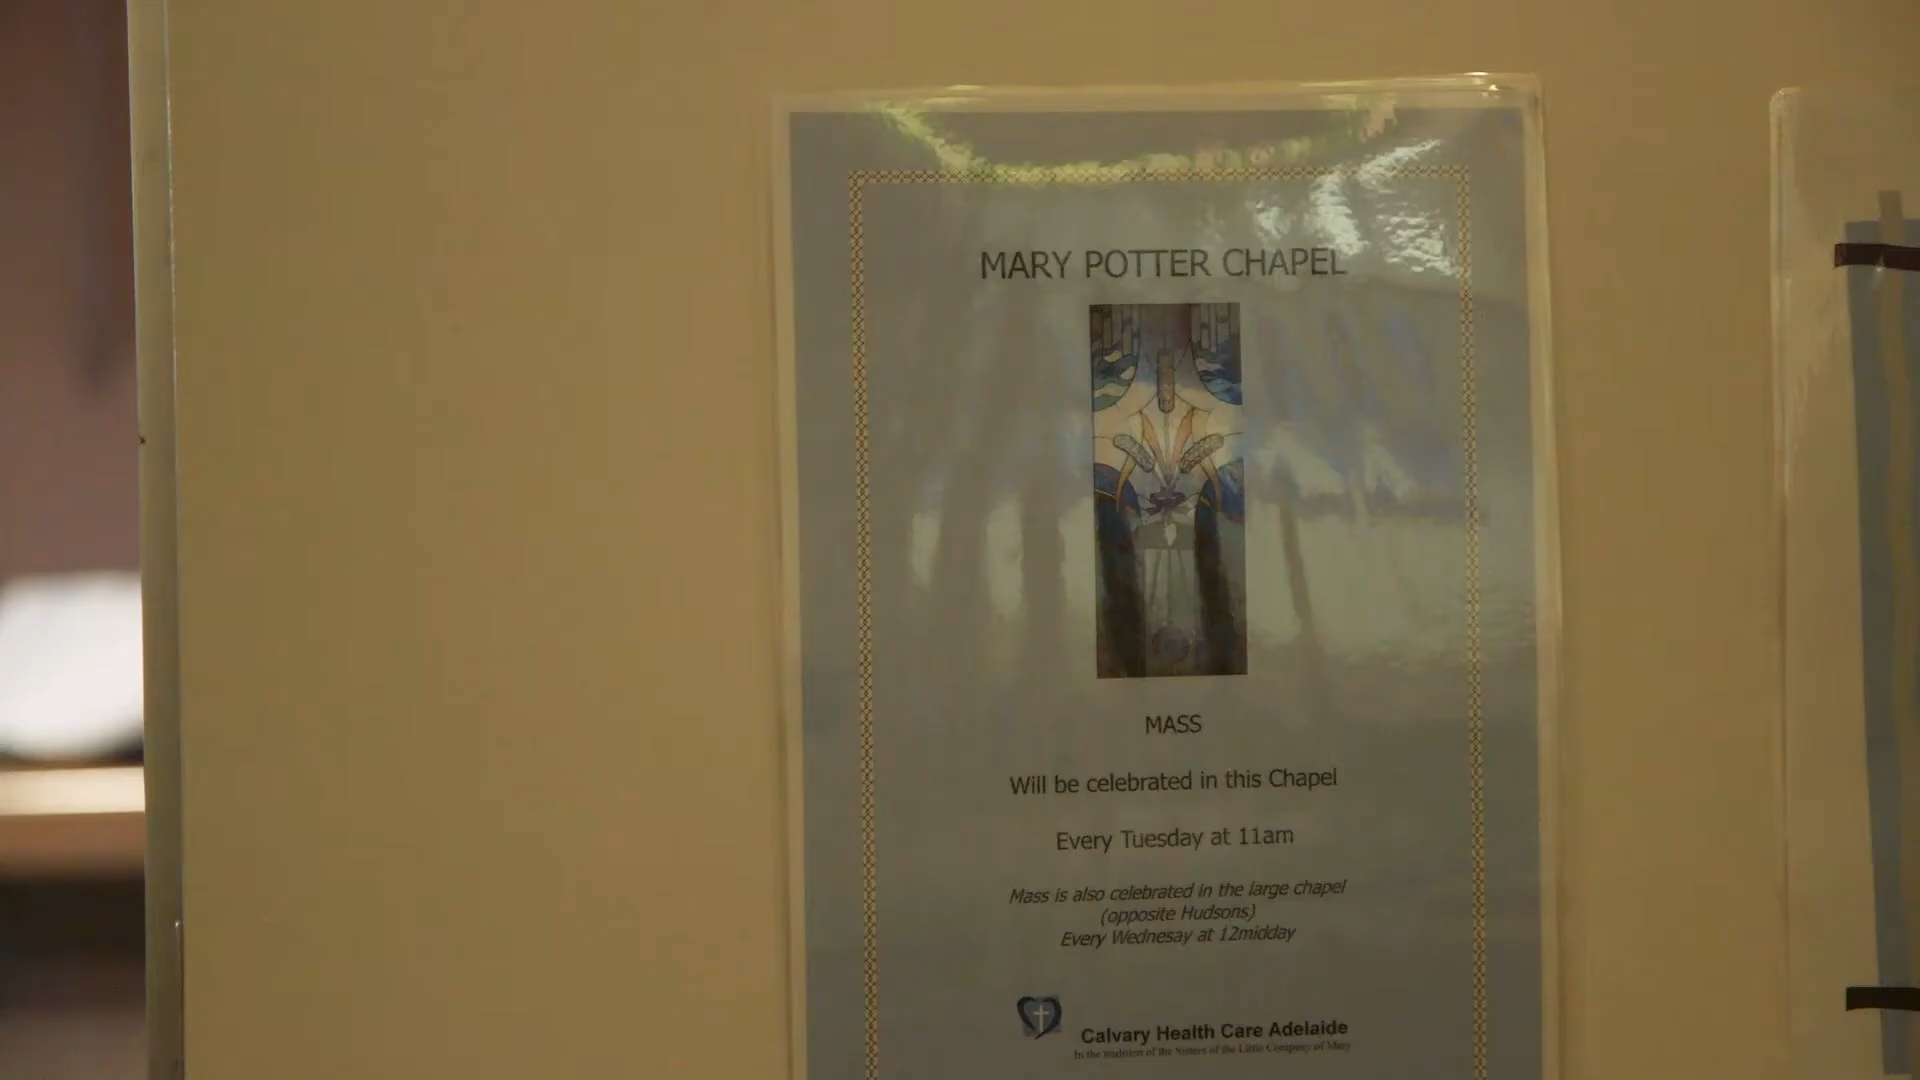 MARY POTTER CHAPEL
MASS
Will be celebrated in this Chapel
Every Tuesday at 11am
Mass is also celebrated in the large chapel
(opposite Hudsons)
Every Wednesay at 12midday
Calvary Health Care Adelaide
In the tradition of the Sisters of the Little Company of Mary